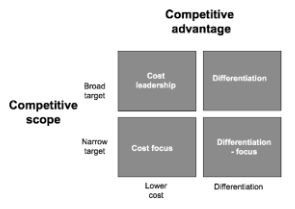 Competitive
advantage
Competitive
scope
Broad
target
Cost
leadership
Differentiation
Narrow
target
Cost focus
Differentiation
- focus
Lower
cost
Differentiation